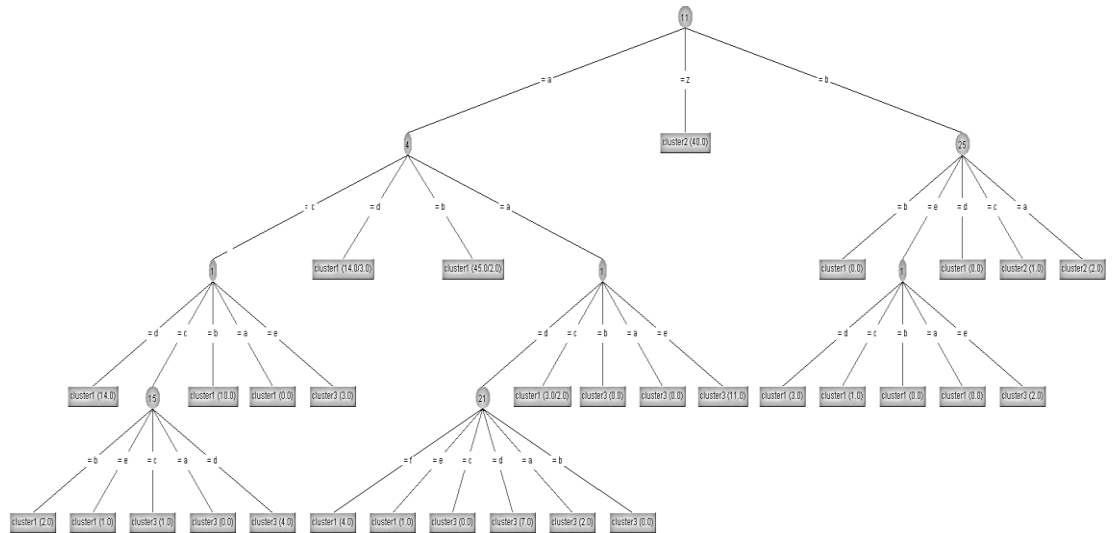 11
= a = z = b
4 cluster2 (40.0) 25
= c = d = b = a = b = e = d = c = a
1 cluster1 (14.0/3.0) cluster1 (45.0/2.0) 1 cluster1 (0.0) 1 cluster1 (0.0) cluster2 (1.0) cluster2 (2.0)
= d = c = b = a = e = d = c = b = a = e = d = c = b = a = e
cluster1 (14.0) 15 cluster1 (10.0) cluster1 (0.0) cluster3 (3.0) 21 cluster1 (3.0/2.0) cluster3 (0.0) cluster3 (0.0) cluster3 (11.0) cluster1 (3.0) cluster1 (1.0) cluster1 (0.0) cluster1 (0.0) cluster3 (2.0)
= b = e = c = a = d = f = e = c = d = a = b
cluster1 (2.0) cluster1 (1.0) cluster3 (1.0) cluster3 (0.0) cluster3 (4.0) cluster1 (4.0) cluster1 (1.0) cluster3 (0.0) cluster3 (7.0) cluster3 (2.0) cluster3 (0.0)